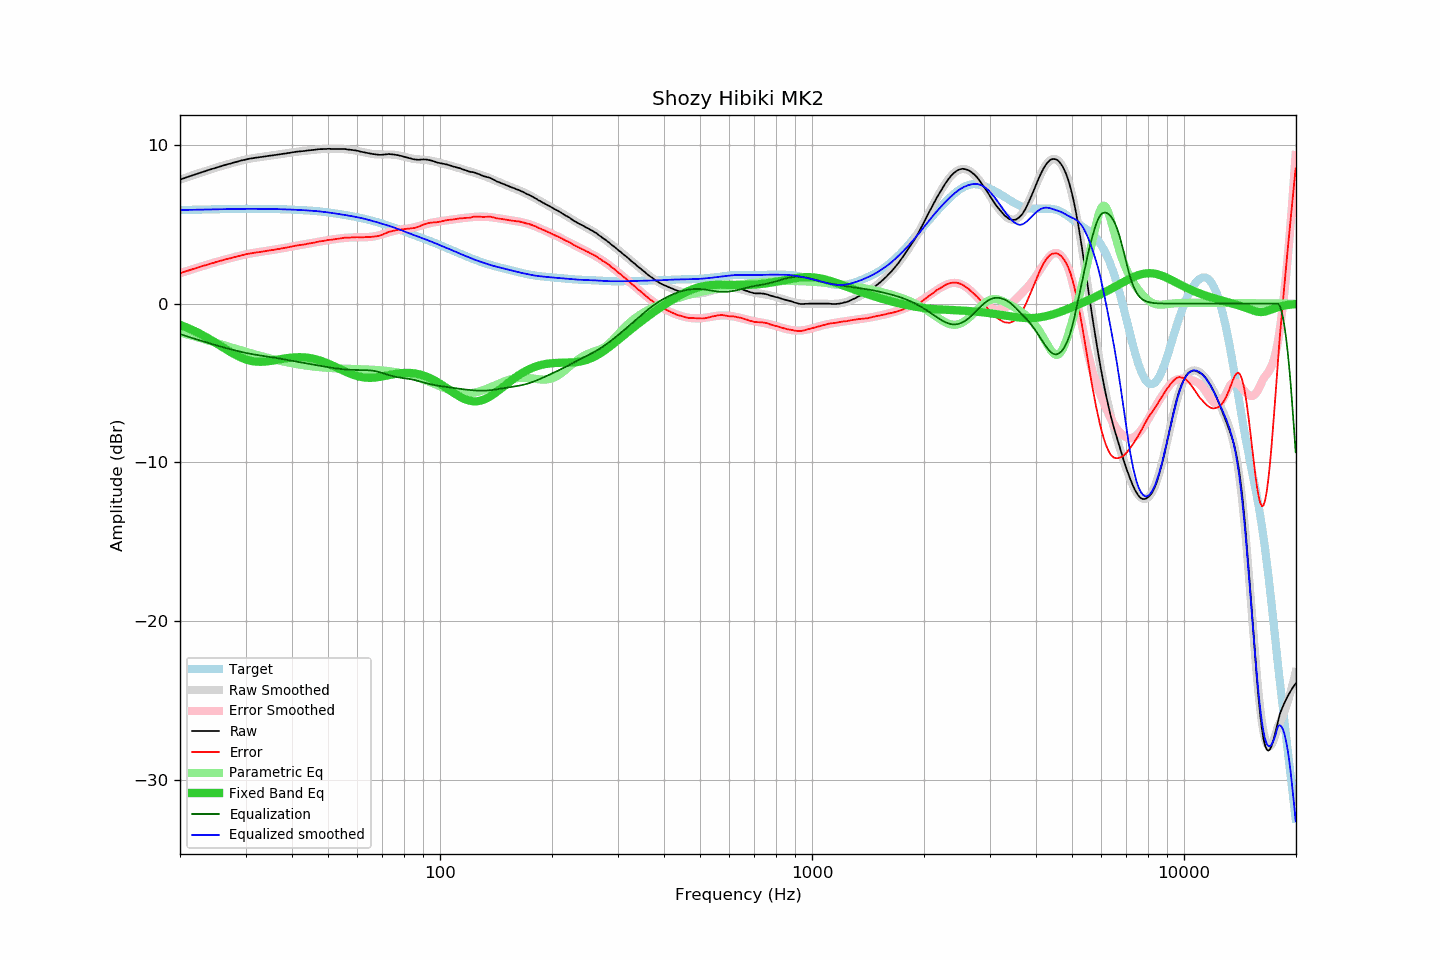 Shozy Hibiki MK2
10
0
−10
−20
−30
Amplitude (dBr)
Target
Raw Smoothed
Error Smoothed
Raw
Error
Parametric Eq
Fixed Band Eq
Equalization
Equalized smoothed
100
1000
10000
Frequency (Hz)